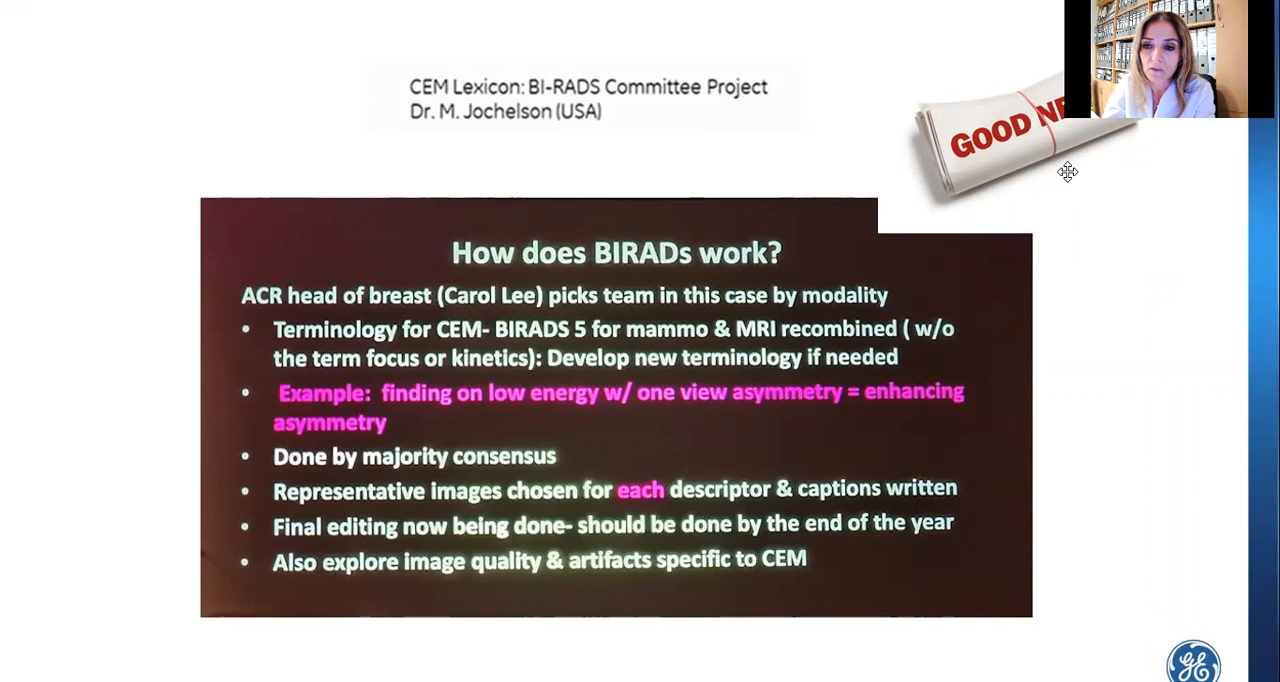 CEM Lexicon: BI-RADS Committee Project
Dr. M. Jochelson (USA)
GOOD
How does BIRADs work?
ACR head of breast (Carol Lee) picks team in this case by modality
• Terminology for CEM- BIRADS 5 for mammo & MRI recombined ( w/o
the term focus or kinetics): Develop new terminology if needed
• Example: finding on low energy w/ one view asymmetry = enhancing
asymmetry
• Done by majority consensus
• Representative images chosen for each descriptor & captions written
• Final editing now being done- should be done by the end of the year
• Also explore image quality & artifacts specific to CEM
GE